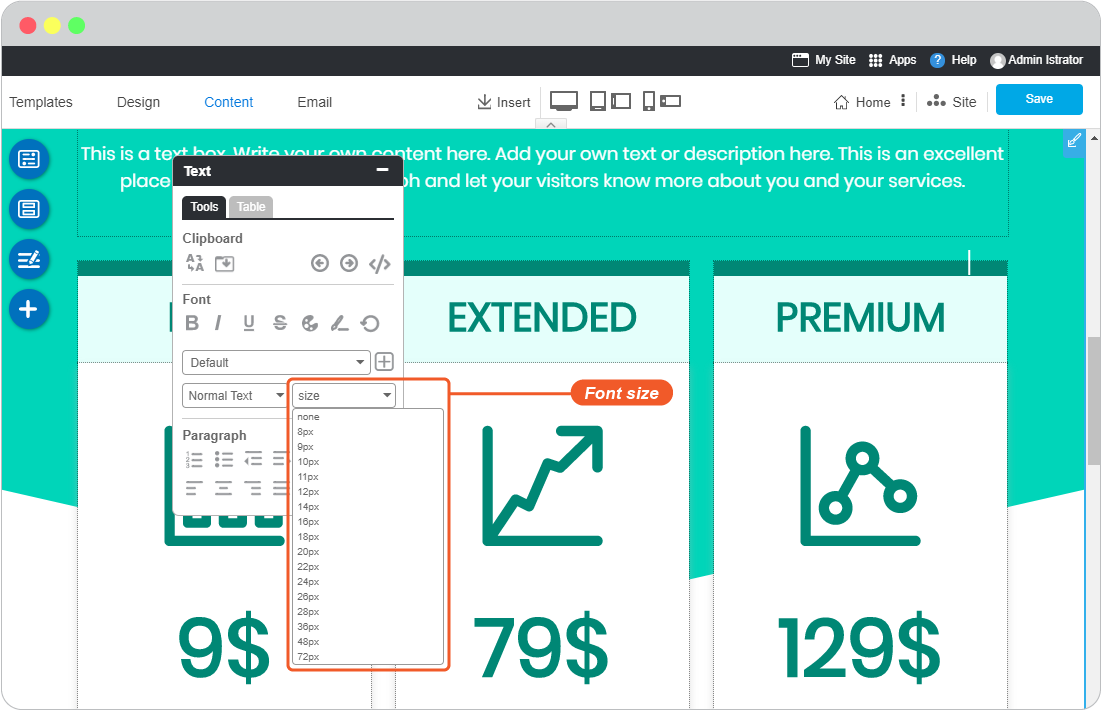 My Site
Apps
? Help
Admin Istrator
Templates
Design
Content
Email
Insert
Home
Site
Save
This is a text box. Write your own content here. Add your own text or description here. This is an excellent
place
h and let your visitors know more about you and your services.
Text
Tools
Table
Clipboard
Font
B I U S
Default
Normal Text
size
none
8px
9px
10px
11px
12px
14px
16px
18px
20px
22px
24px
26px
28px
36px
48px
72px
Font size
Paragraph
EXTENDED
PREMIUM
9$
79$
129$